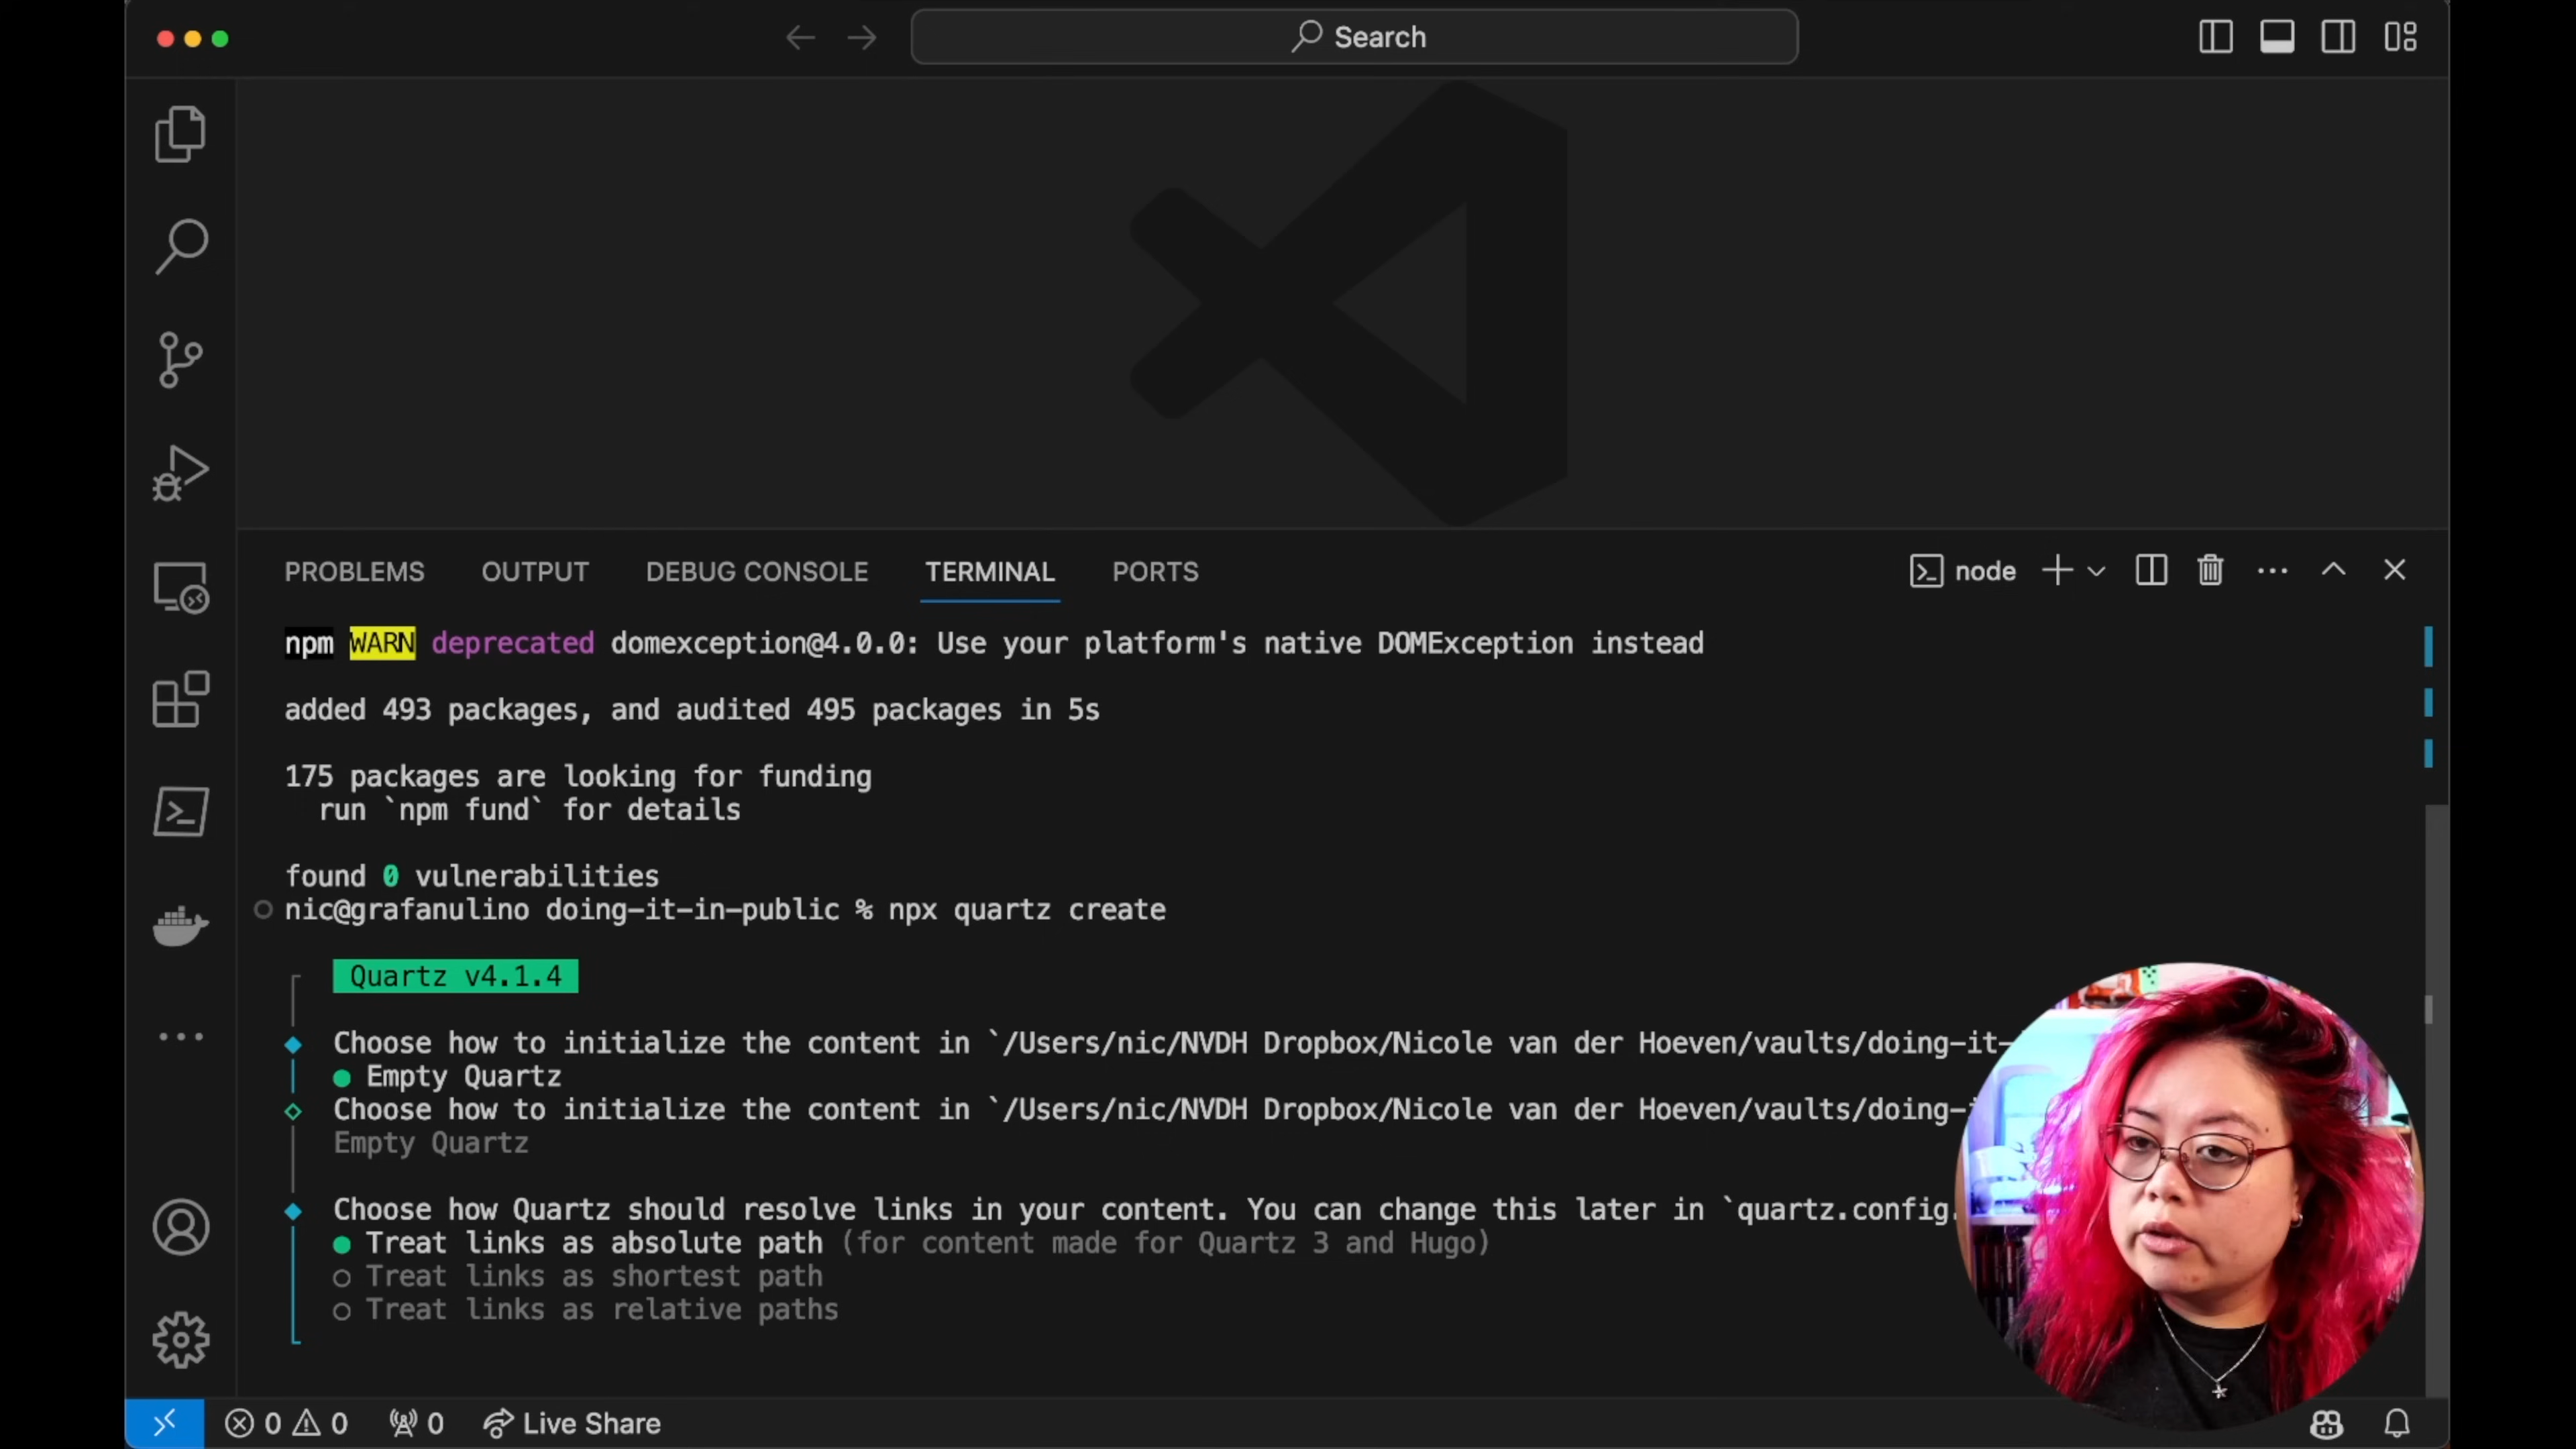 Search
PROBLEMS OUTPUT DEBUG CONSOLE TERMINAL PORTS node
npm WARN deprecated domexception@4.0.0: Use your platform's native DOMException instead
added 493 packages, and audited 495 packages in 5s
175 packages are looking for funding
run `npm fund` for details
found 0 vulnerabilities
nic@grafanulino doing-it-in-public % npx quartz create
Quartz v4.1.4
Choose how to initialize the content in `/Users/nic/NVDH Dropbox/Nicole van der Hoeven/vaults/doing-it-
Empty Quartz
Choose how to initialize the content in `/Users/nic/NVDH Dropbox/Nicole van der Hoeven/vaults/doing-i
Empty Quartz
Choose how Quartz should resolve links in your content. You can change this later in `quartz.config.
Treat links as absolute path (for content made for Quartz 3 and Hugo)
Treat links as shortest path
Treat links as relative paths
0 0 0 Live Share